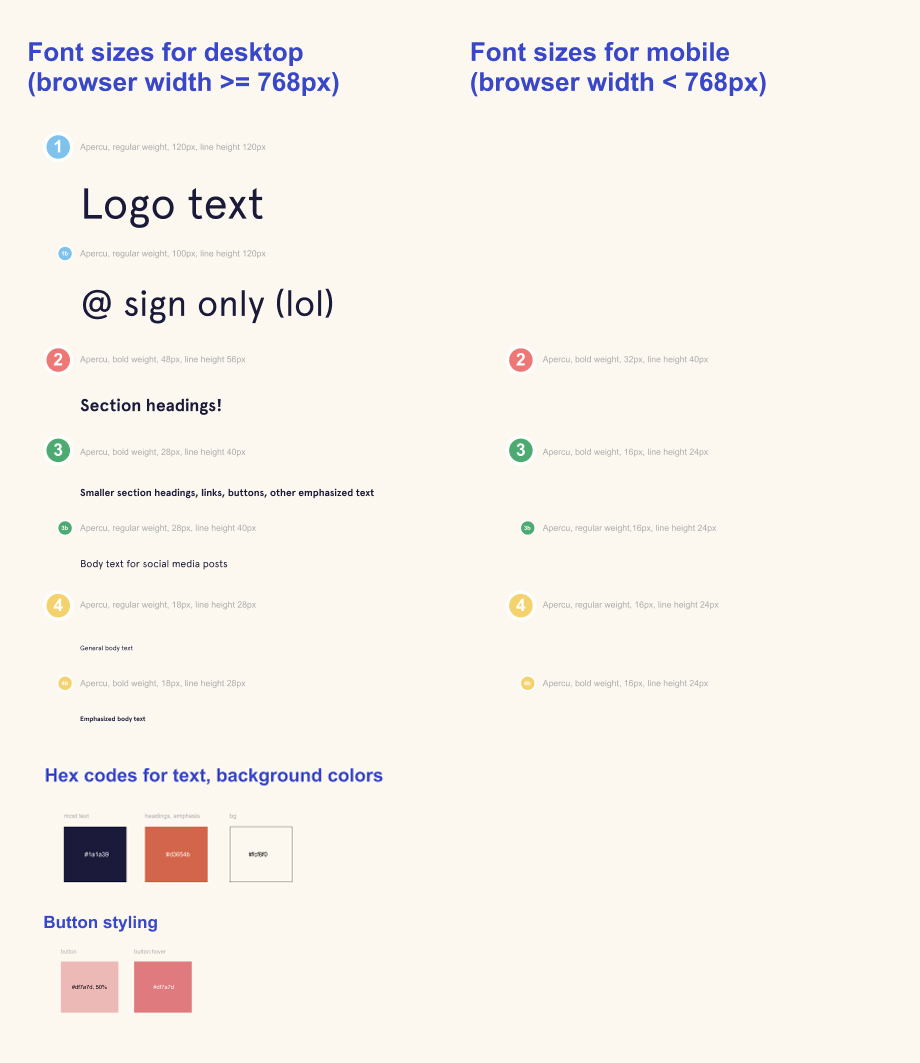 Font sizes for desktop
(browser width >= 768px)
Font sizes for mobile
(browser width < 768px)
1
Apercu, regular weight, 120px, line height 120px
Logo text
1b
Apercu, regular weight, 100px, line height 120px
@ sign only (lol)
2
Apercu, bold weight, 48px, line height 56px
2
Apercu, bold weight, 32px, line height 40px
Section headings!
3
Apercu, bold weight, 28px, line height 40px
3
Apercu, bold weight, 16px, line height 24px
Smaller section headings, links, buttons, other emphasized text
3b
Apercu, regular weight, 28px, line height 40px
3b
Apercu, regular weight,16px, line height 24px
Body text for social media posts
4
Apercu, regular weight, 18px, line height 28px
4
Apercu, regular weight, 16px, line height 24px
General body text
4b
Apercu, bold weight, 18px, line height 28px
4b
Apercu, bold weight, 16px, line height 24px
Emphasized body text
Hex codes for text, background colors
most text
headings, emphasis
bg
#1a1a39
#d3654b
#fcf8f0
Button styling
button
button:hover
#df7a7d, 50%
#df7a7d